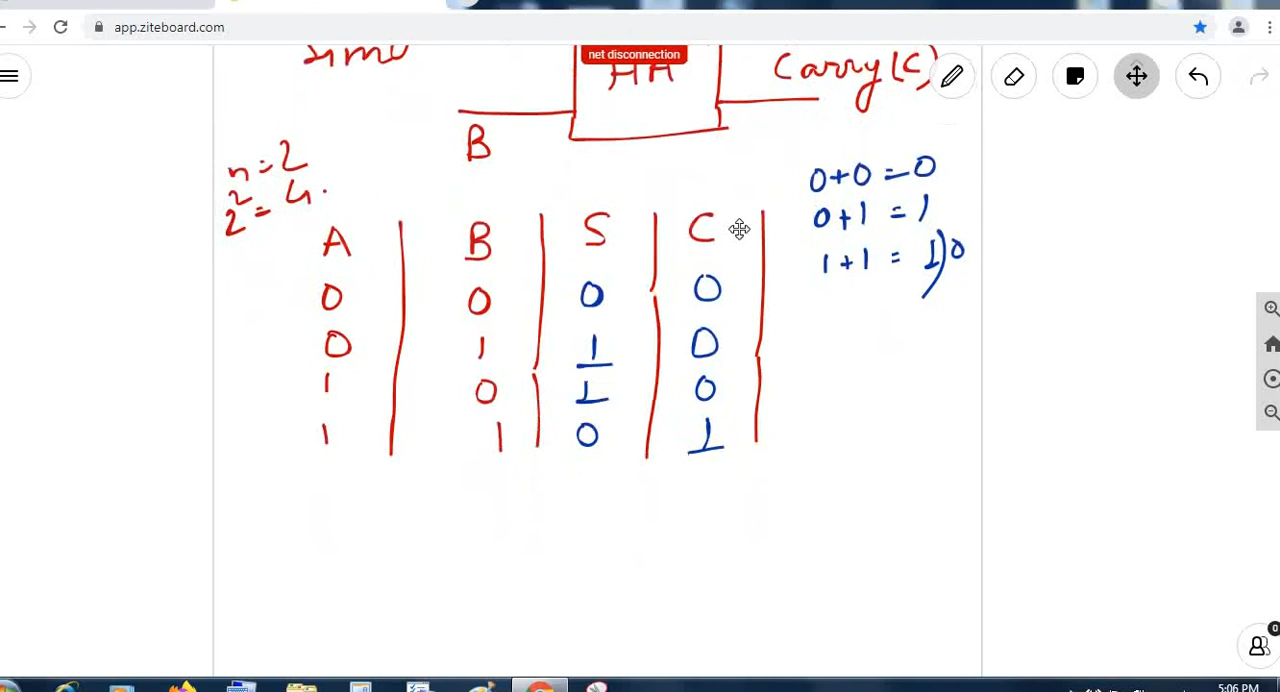 app.ziteboard.com
net disconnection
HA
Carry(C)
B
n=2
2² = 4.
0+0=0
0+1=1
1+1=1)0
A B S C
0 0 0 0
0 1 1 0
1 0 1 0
1 1 0 1
0
5:06 PM